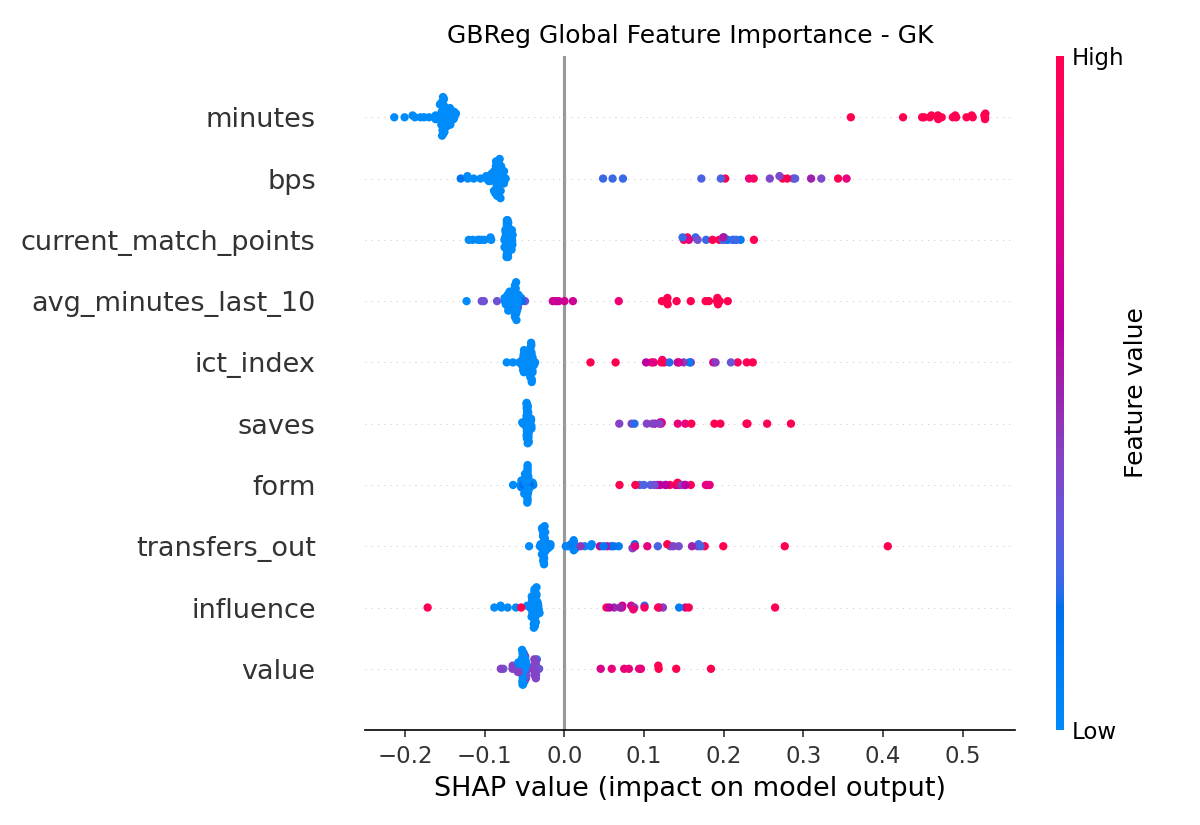 GBReg Global Feature Importance - GK
High
minutes
bps
current_match_points
avg_minutes_last_10
ict_index
saves
form
transfers_out
influence
value
Feature value
Low
−0.2 −0.1 0.0 0.1 0.2 0.3 0.4 0.5
SHAP value (impact on model output)